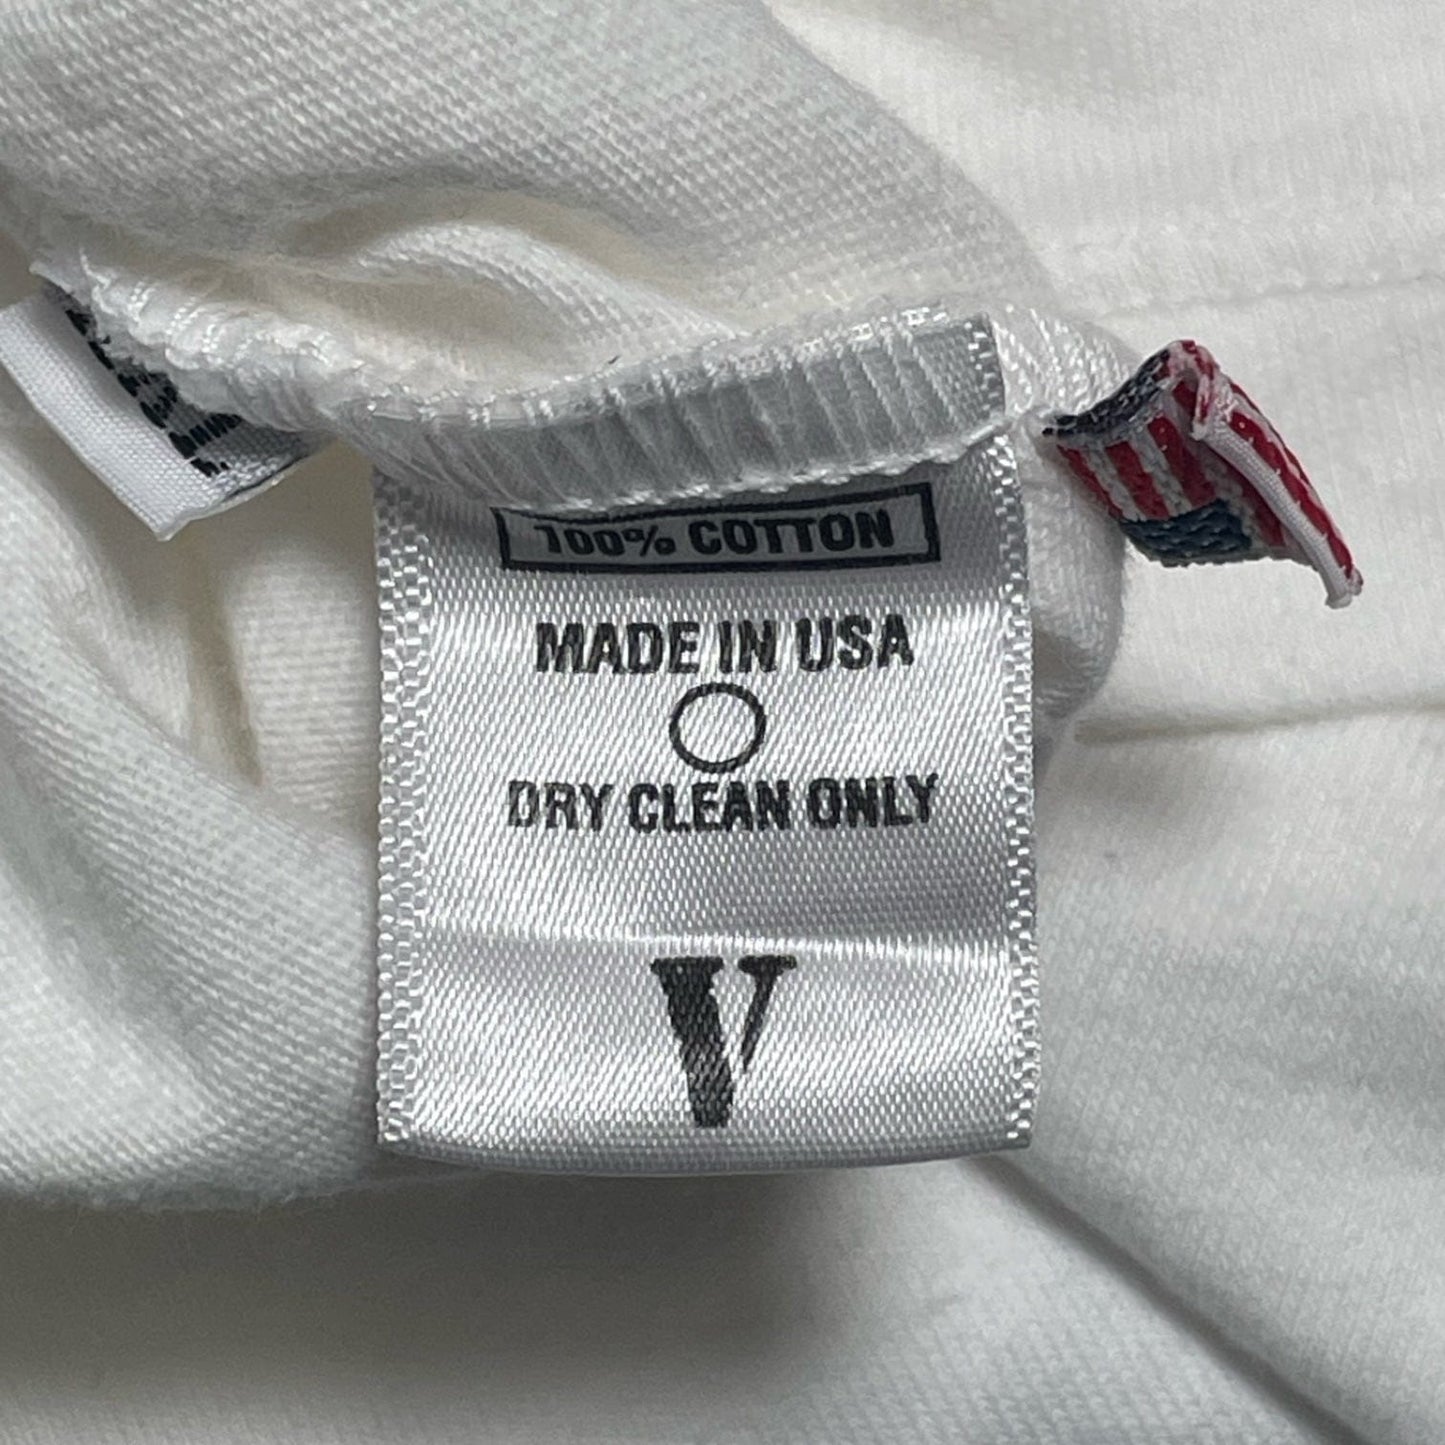 100% COTTON
MADE IN USA
DRY CLEAN ONLY
V